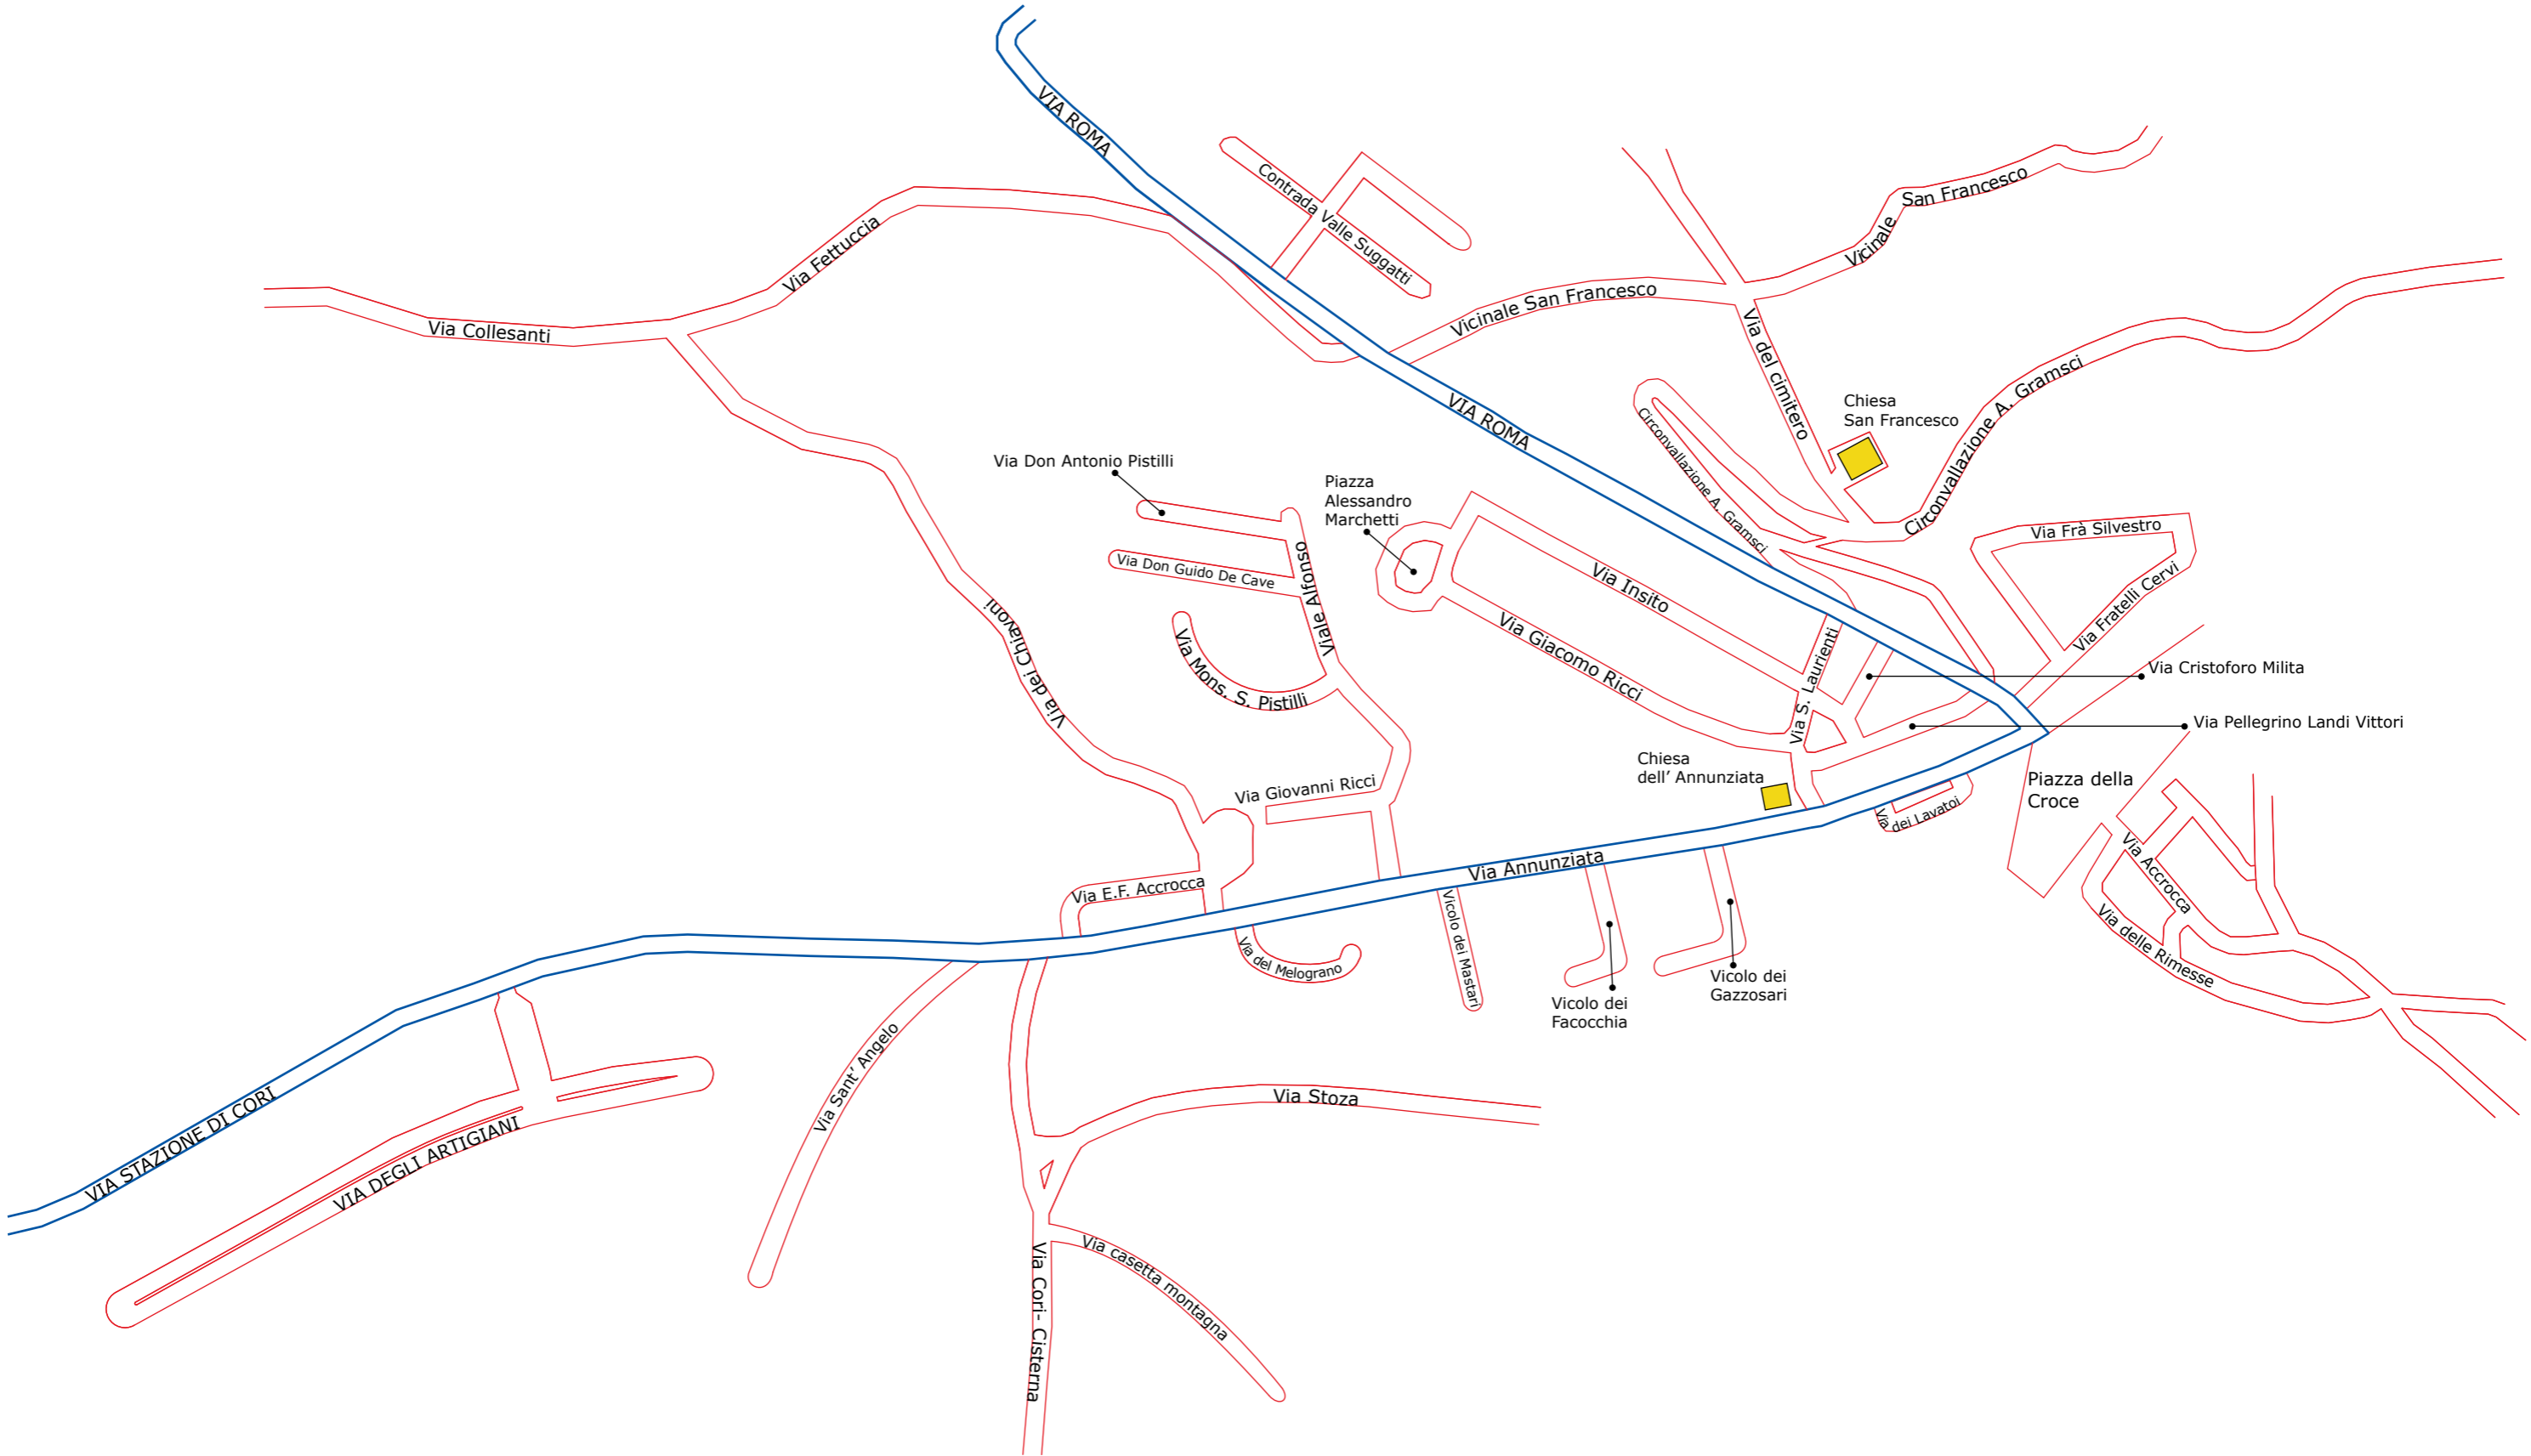 VIA ROMA
Contrada Valle Suggatti
San Francesco
Vicinale
Via Fettuccia
Via Collesanti
Vicinale San Francesco
Via del cimitero
Circonvallazione A. Gramsci
Chiesa
San Francesco
VIA ROMA
Circonvallazione A. Gramsci
Via Don Antonio Pistilli
Piazza
Alessandro
Marchetti
Via Frà Silvestro
Via Don Guido De Cave
Viale Alfonso
Via Insito
Via Fratelli Cervi
Via dei Chiavoni
Via Mons. S. Pistilli
Via Giacomo Ricci
Via S. Laurienti
Via Cristoforo Milita
Via Pellegrino Landi Vittori
Chiesa
dell’ Annunziata
Piazza della
Croce
Via Giovanni Ricci
Via dei Lavatoi
Via Annunziata
Via Accrocca
Via E.F. Accrocca
Via del Melograno
Vicolo dei Mastari
Vicolo dei
Gazzosari
Vicolo dei
Facocchia
Via delle Rimesse
Via Sant’ Angelo
Via Stoza
VIA STAZIONE DI CORI
VIA DEGLI ARTIGIANI
Via casetta montagna
Via Cori- Cisterna